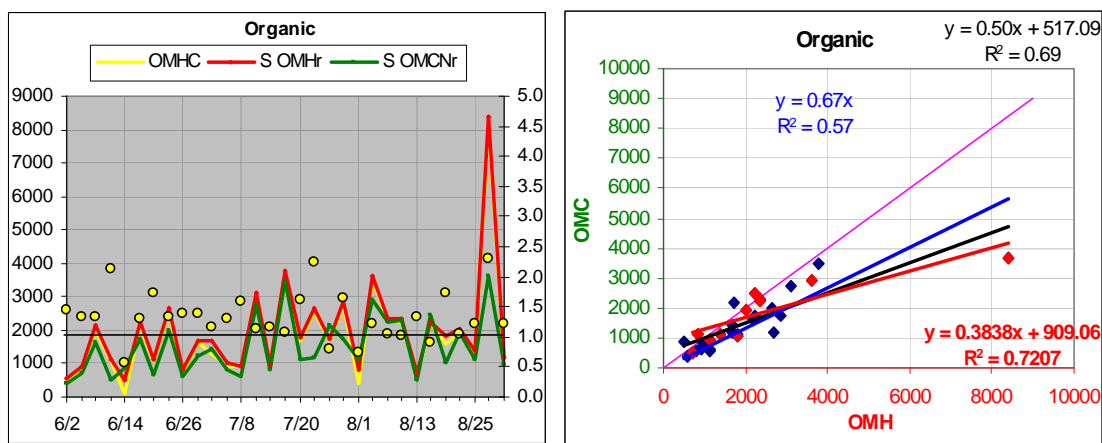 Organic
OMHC S OMHr S OMCNr
9000
8000
7000
6000
5000
4000
3000
2000
1000
0
5.0
4.5
4.0
3.5
3.0
2.5
2.0
1.5
1.0
0.5
0.0
6/2 6/14 6/26 7/8 7/20 8/1 8/13 8/25
y = 0.50x + 517.09
R² = 0.69
Organic
y = 0.67x
R² = 0.57
10000
9000
8000
7000
6000
5000
4000
3000
2000
1000
0
OMC
y = 0.3838x + 909.06
R² = 0.7207
0 2000 4000 6000 8000 10000
OMH